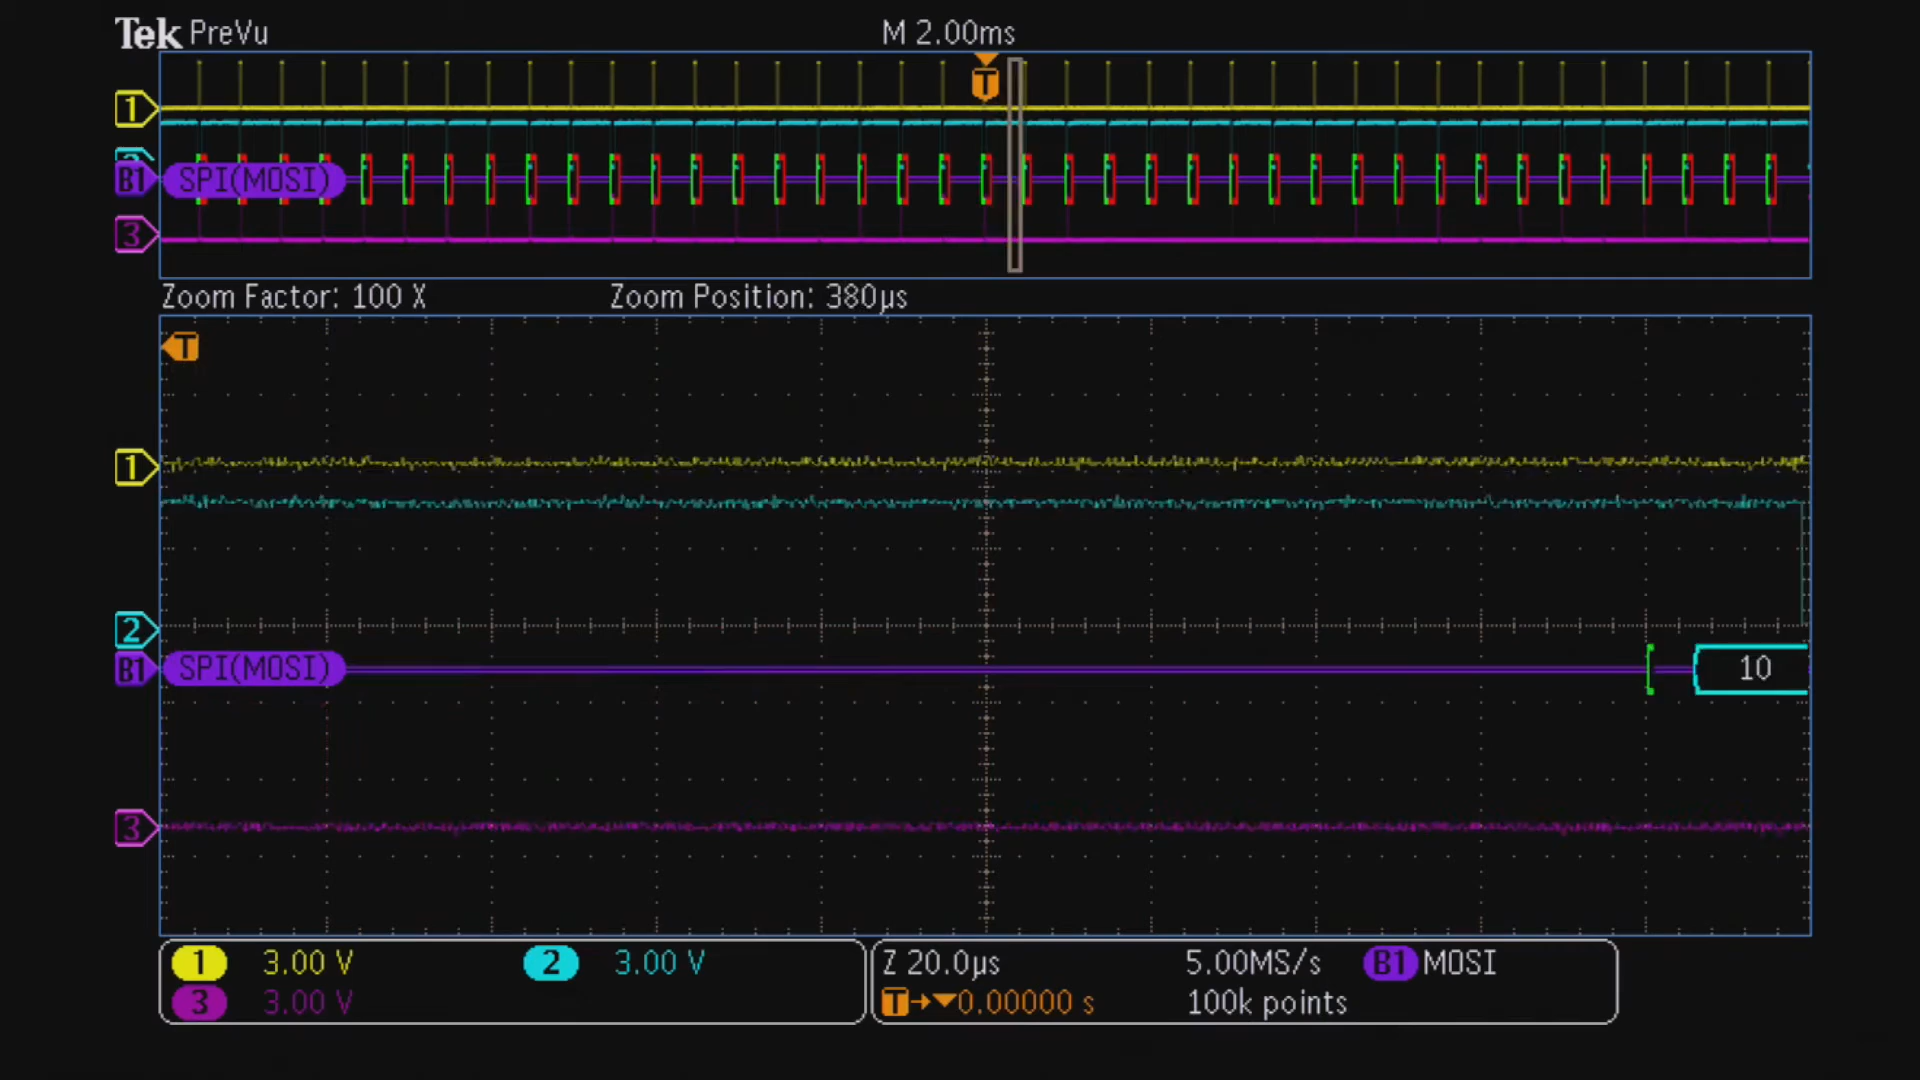 Tek PreVu M 2.00ms
T
1
2
B1 SPI(MOSI)
3
Zoom Factor: 100 X Zoom Position: 380µs
T
1
2
B1 SPI(MOSI) 10
3
1 3.00 V 2 3.00 V Z 20.0µs 5.00MS/s B1 MOSI
3 3.00 V T→▼0.00000 s 100k points